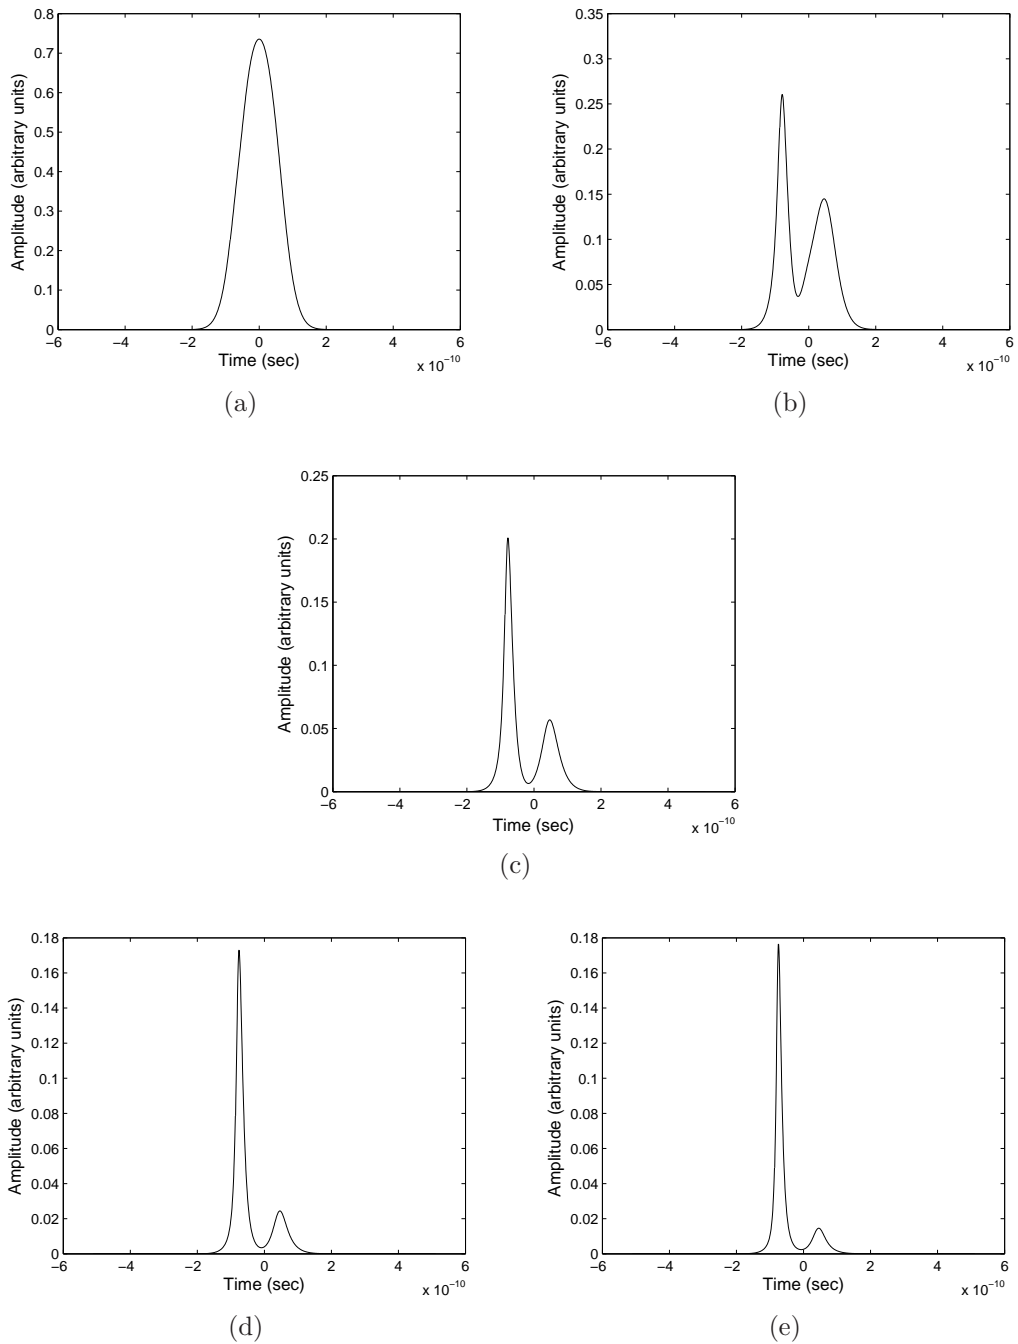 0.8
0.7
0.6
0.5
0.4
0.3
0.2
0.1
0
Amplitude (arbitrary units)
−6 −4 −2 0 2 4 6
Time (sec)
x 10−10
(a)
0.35
0.3
0.25
0.2
0.15
0.1
0.05
0
Amplitude (arbitrary units)
−6 −4 −2 0 2 4 6
Time (sec)
x 10−10
(b)
0.25
0.2
0.15
0.1
0.05
0
Amplitude (arbitrary units)
−6 −4 −2 0 2 4 6
Time (sec)
x 10−10
(c)
0.18
0.16
0.14
0.12
0.1
0.08
0.06
0.04
0.02
0
Amplitude (arbitrary units)
−6 −4 −2 0 2 4 6
Time (sec)
x 10−10
(d)
0.18
0.16
0.14
0.12
0.1
0.08
0.06
0.04
0.02
0
Amplitude (arbitrary units)
−6 −4 −2 0 2 4 6
Time (sec)
x 10−10
(e)